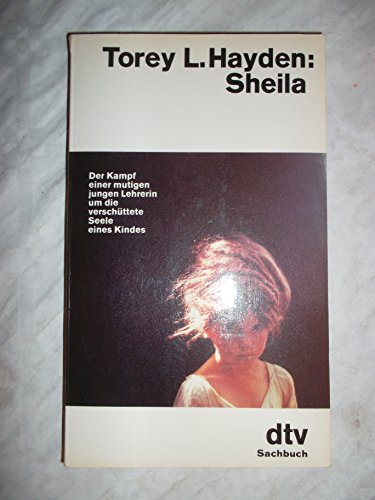 Torey L. Hayden:
Sheila
Der Kampf
einer mutigen
jungen Lehrerin
um die
verschüttete
Seele
eines Kindes
dtv
Sachbuch